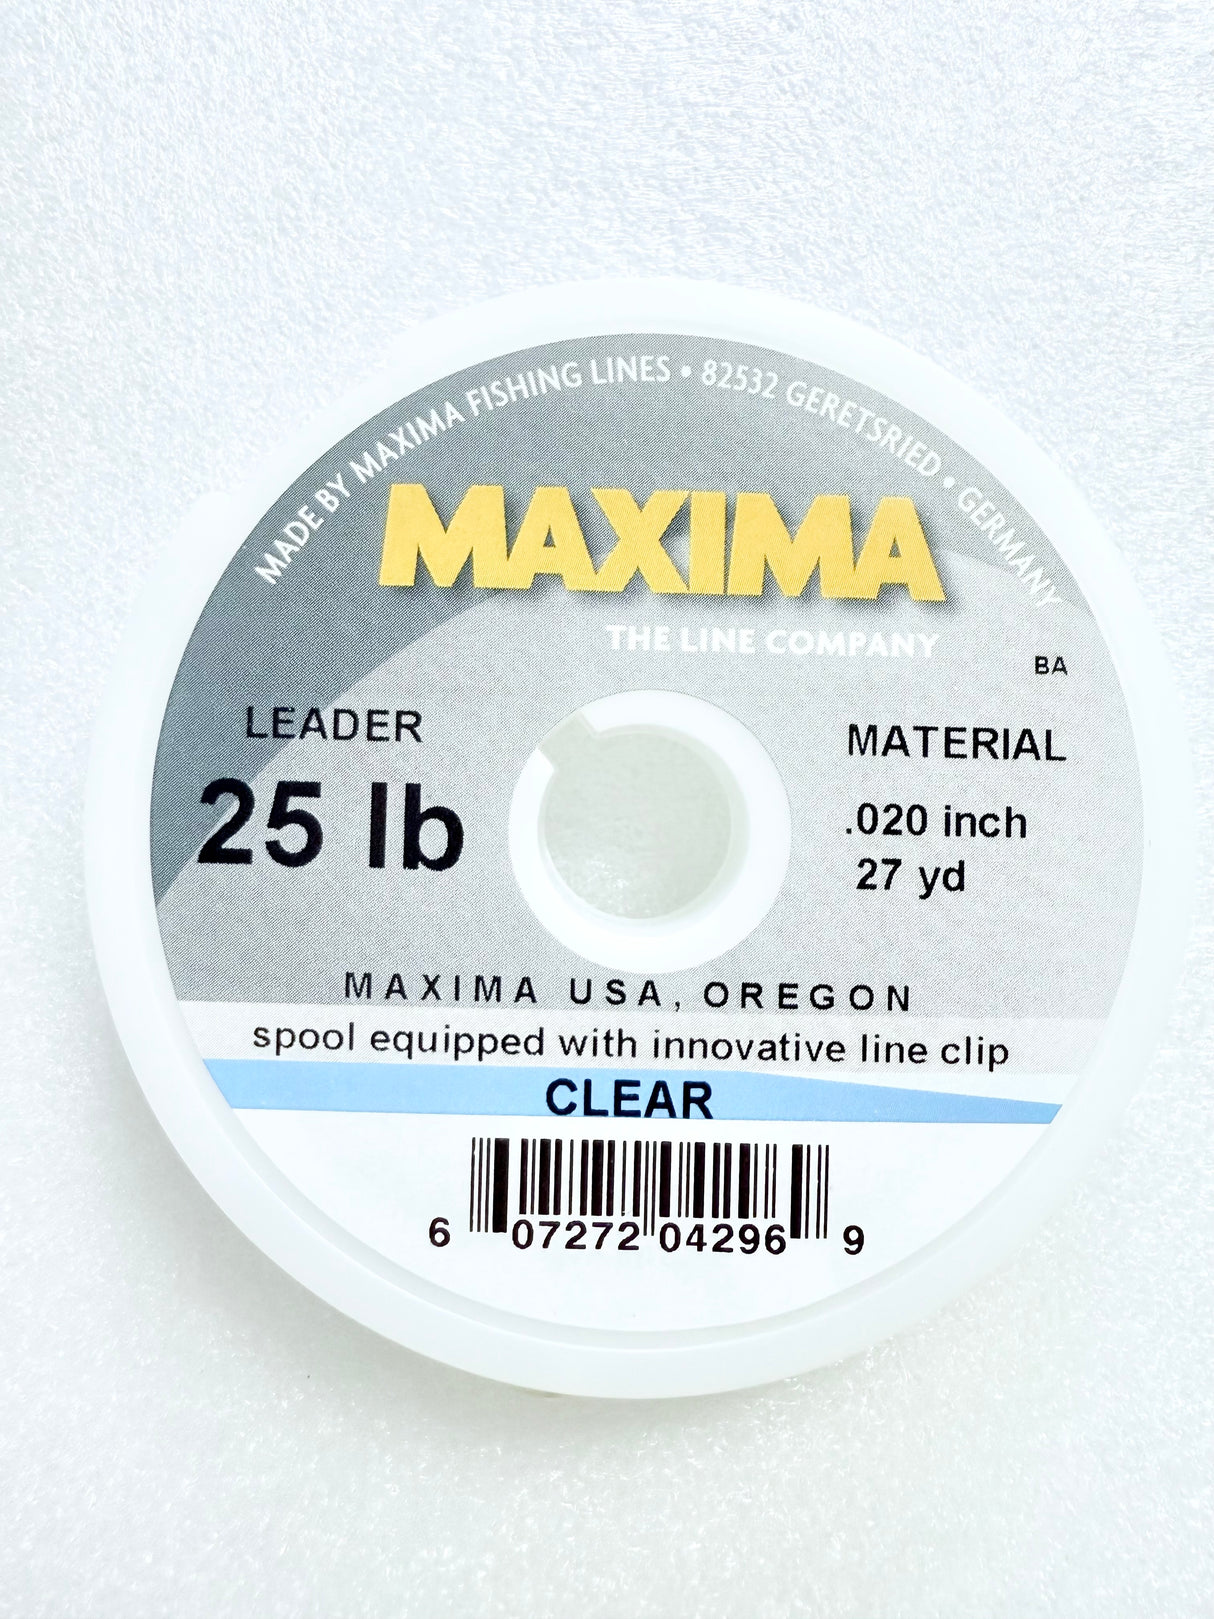 MADE BY MAXIMA FISHING LINES • 82532 GERETSRIED • GERMANY
MAXIMA
THE LINE COMPANY
BA
LEADER
25 lb
MATERIAL
.020 inch
27 yd
MAXIMA USA, OREGON
spool equipped with innovative line clip
CLEAR
6 07272 04296 9